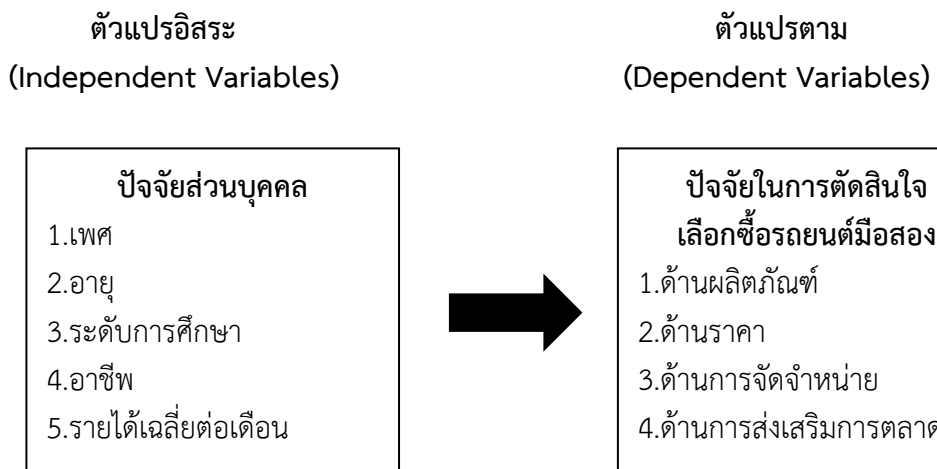 ตัวแปรอิสระ
(Independent Variables)
ปัจจัยส่วนบุคคล
1.เพศ
2.อายุ
3.ระดับการศึกษา
4.อาชีพ
5.รายได้เฉลี่ยต่อเดือน
ตัวแปรตาม
(Dependent Variables)
ปัจจัยในการตัดสินใจ
เลือกซื้อรถยนต์มือสอง
1.ด้านผลิตภัณฑ์
2.ด้านราคา
3.ด้านการจัดจำหน่าย
4.ด้านการส่งเสริมการตลาด